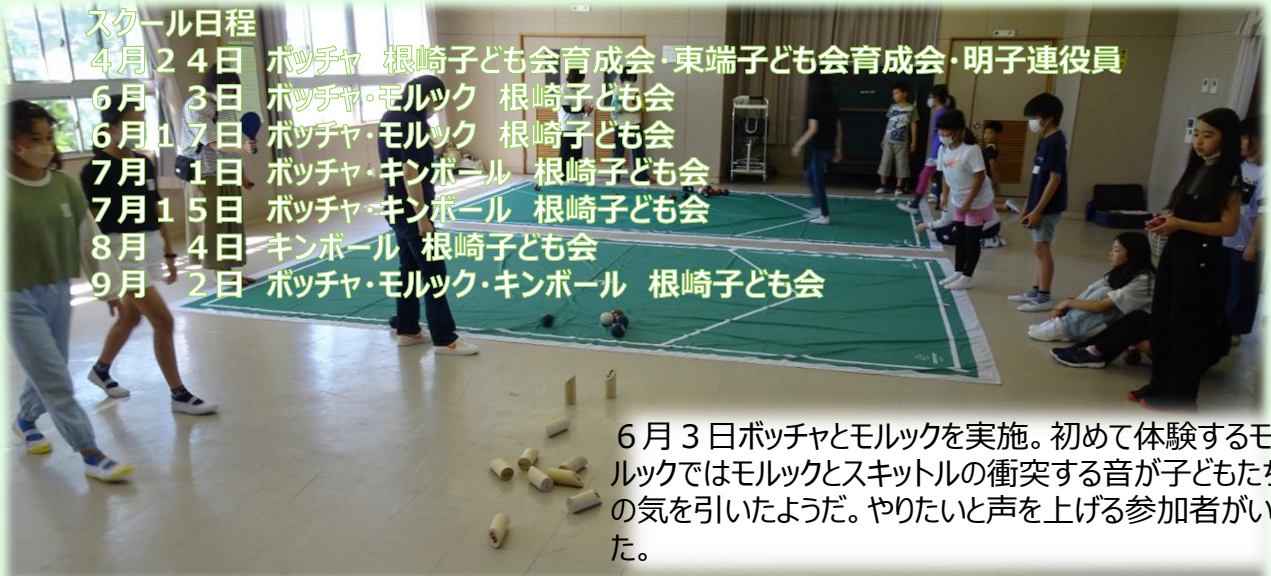 スクール日程
４月２４日　ボッチャ　根崎子ども会育成会・東端子ども会育成会・明子連役員
６月　３日　ボッチャ・モルック　根崎子ども会
６月１７日　ボッチャ・モルック　根崎子ども会
７月　１日　ボッチャ・キンボール　根崎子ども会
７月１５日　ボッチャ・キンボール　根崎子ども会
８月　４日　キンボール　根崎子ども会
９月　２日　ボッチャ・モルック・キンボール　根崎子ども会
６月３日ボッチャとモルックを実施。初めて体験するモ
ルックではモルックとスキットルの衝突する音が子どもたち
の気を引いたようだ。やりたいと声を上げる参加者がい
た。